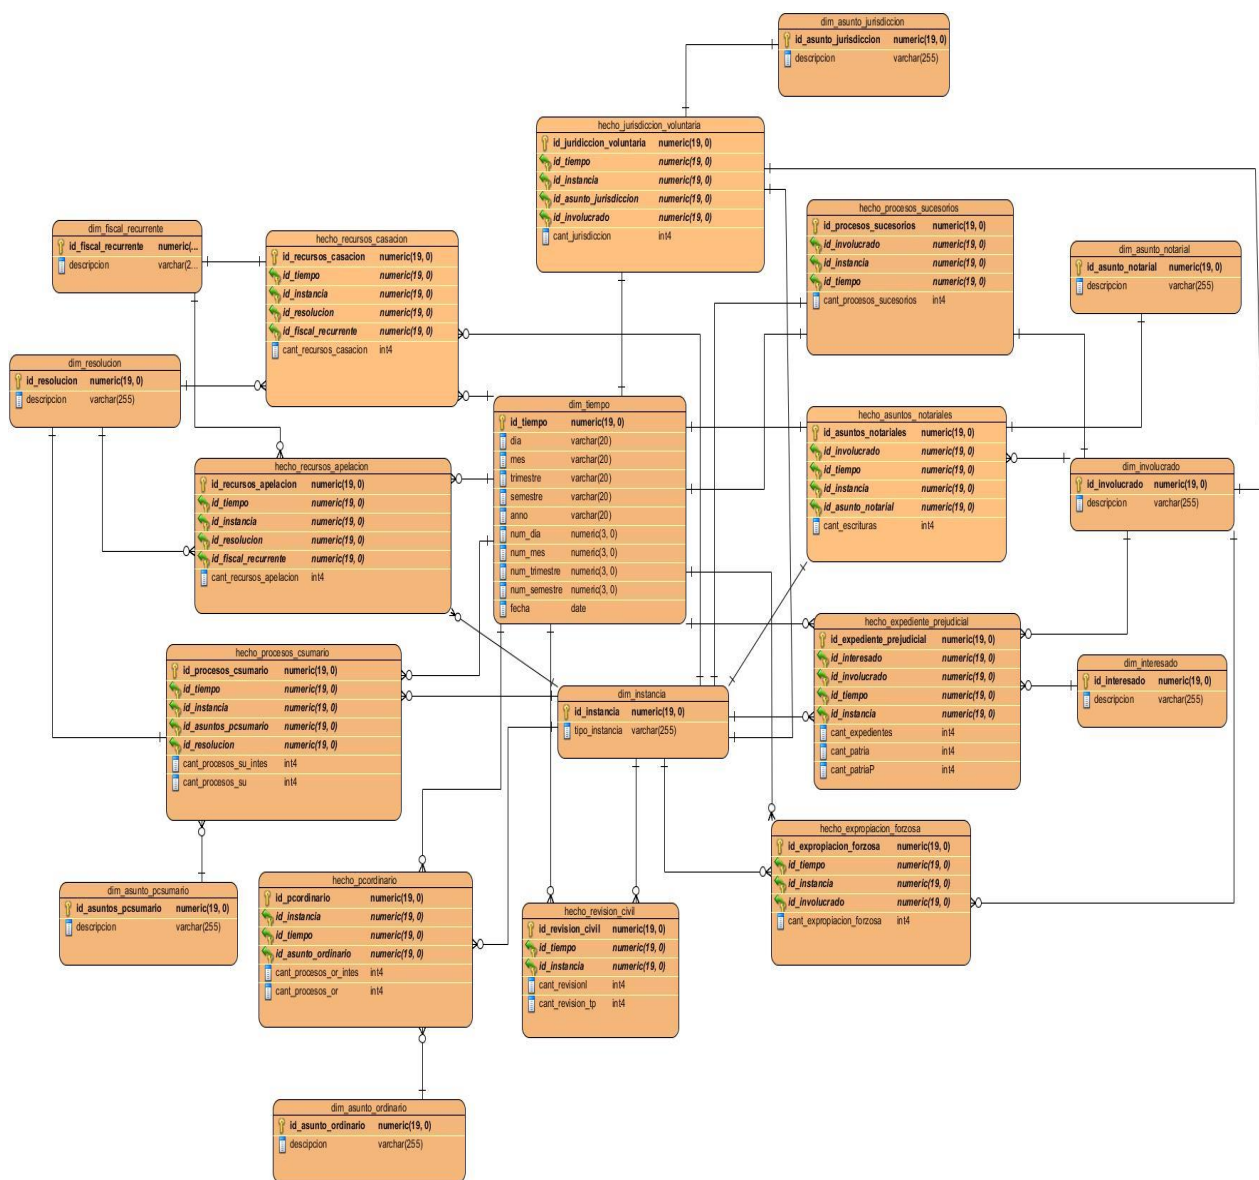 dim_asunto_jurisdiccion
id_asunto_jurisdiccion numeric(19, 0)
descripcion varchar(255)
hecho_jurisdiccion_voluntaria
id_juridiccion_voluntaria numeric(19, 0)
id_tiempo numeric(19, 0)
id_instancia numeric(19, 0)
id_asunto_jurisdiccion numeric(19, 0)
id_involucrado numeric(19, 0)
cant_jurisdiccion int4
hecho_procesos_sucesorios
id_procesos_sucesorios numeric(19, 0)
id_involucrado numeric(19, 0)
id_instancia numeric(19, 0)
id_tiempo numeric(19, 0)
cant_procesos_sucesorios int4
dim_fiscal_recurrente
id_fiscal_recurrente numeric(...
descripcion varchar(2...
hecho_recursos_casacion
id_recursos_casacion numeric(19, 0)
id_tiempo numeric(19, 0)
id_instancia numeric(19, 0)
id_resolucion numeric(19, 0)
id_fiscal_recurrente numeric(19, 0)
cant_recursos_casacion int4
dim_asunto_notarial
id_asunto_notarial numeric(19, 0)
descripcion varchar(255)
dim_resolucion
id_resolucion numeric(19, 0)
descripcion varchar(255)
dim_tiempo
id_tiempo numeric(19, 0)
dia varchar(20)
mes varchar(20)
trimestre varchar(20)
semestre varchar(20)
anno varchar(20)
num_dia numeric(3, 0)
num_mes numeric(3, 0)
num_trimestre numeric(3, 0)
num_semestre numeric(3, 0)
fecha date
hecho_asuntos_notariales
id_asuntos_notariales numeric(19, 0)
id_involucrado numeric(19, 0)
id_tiempo numeric(19, 0)
id_instancia numeric(19, 0)
id_asunto_notarial numeric(19, 0)
cant_escrituras int4
hecho_recursos_apelacion
id_recursos_apelacion numeric(19, 0)
id_tiempo numeric(19, 0)
id_instancia numeric(19, 0)
id_resolucion numeric(19, 0)
id_fiscal_recurrente numeric(19, 0)
cant_recursos_apelacion int4
dim_involucrado
id_involucrado numeric(19, 0)
descripcion varchar(255)
hecho_expediente_prejudicial
id_expediente_prejudicial numeric(19, 0)
id_interesado numeric(19, 0)
id_involucrado numeric(19, 0)
id_tiempo numeric(19, 0)
id_instancia numeric(19, 0)
cant_expedientes int4
cant_patria int4
cant_patriaP int4
hecho_procesos_csumario
id_procesos_csumario numeric(19, 0)
id_tiempo numeric(19, 0)
id_instancia numeric(19, 0)
id_asuntos_pcsumario numeric(19, 0)
id_resolucion numeric(19, 0)
cant_procesos_su_intes int4
cant_procesos_su int4
dim_interesado
id_interesado numeric(19, 0)
descripcion varchar(255)
dim_instancia
id_instancia numeric(19, 0)
tipo_instancia varchar(255)
hecho_expropiacion_forzosa
id_expropiacion_forzosa numeric(19, 0)
id_tiempo numeric(19, 0)
id_instancia numeric(19, 0)
id_involucrado numeric(19, 0)
cant_expropiacion_forzosa int4
hecho_pcordinario
id_pcordinario numeric(19, 0)
id_instancia numeric(19, 0)
id_tiempo numeric(19, 0)
id_asunto_ordinario numeric(19, 0)
cant_procesos_or_intes int4
cant_procesos_or int4
dim_asunto_pcsumario
id_asuntos_pcsumario numeric(19, 0)
descripcion varchar(255)
hecho_revision_civil
id_revision_civil numeric(19, 0)
id_tiempo numeric(19, 0)
id_instancia numeric(19, 0)
cant_revisionl int4
cant_revision_tp int4
dim_asunto_ordinario
id_asunto_ordinario numeric(19, 0)
descipcion varchar(255)